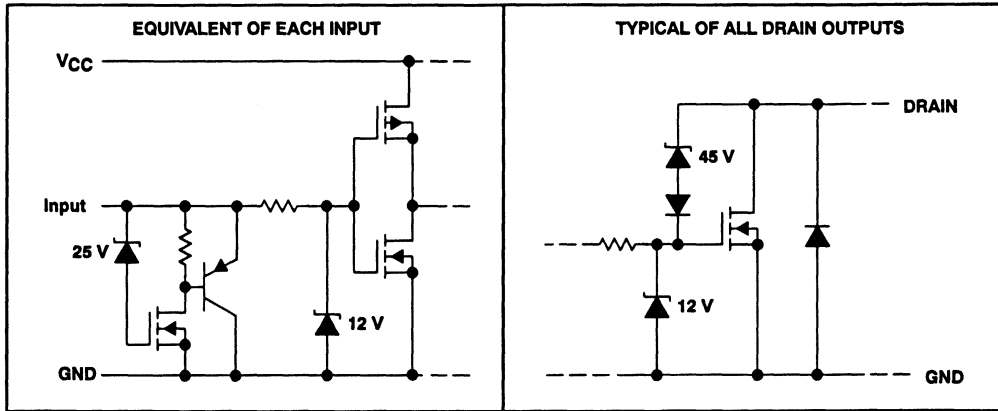 EQUIVALENT OF EACH INPUT
VCC
Input
25 V
12 V
GND
TYPICAL OF ALL DRAIN OUTPUTS
DRAIN
45 V
12 V
GND